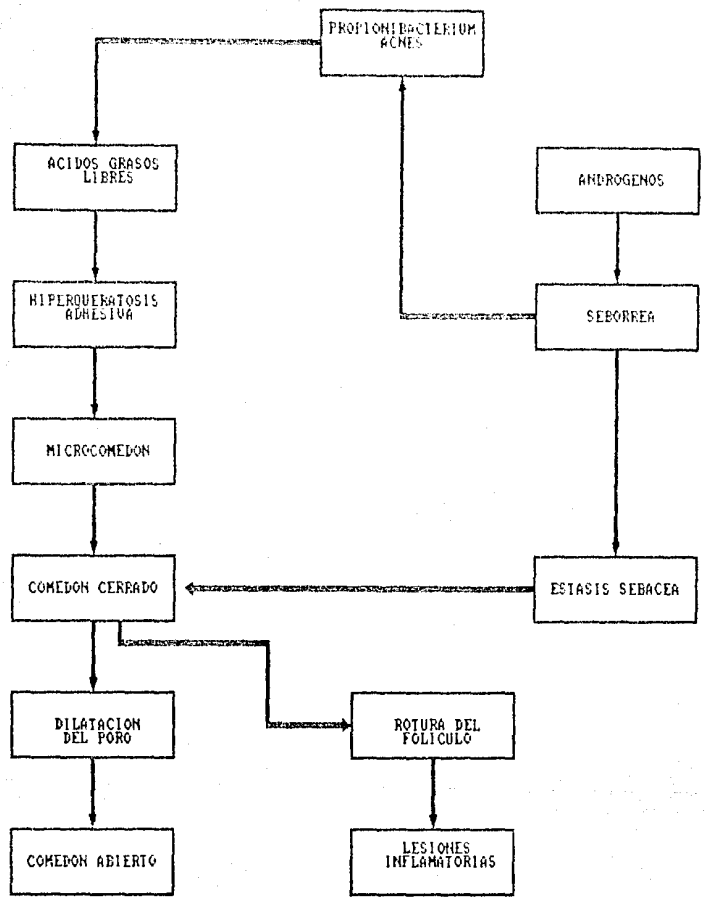 PROPIONIBACTERIUM
ACNES
ACIDOS GRASOS
LIBRES
ANDROGENOS
HIPERQUERATOSIS
ADHESIVA
SEBORREA
MICROCOMEDON
COMEDON CERRADO
ESTASIS SEBACEA
DILATACION
DEL PORO
ROTURA DEL
FOLICULO
COMEDON ABIERTO
LESIONES
INFLAMATORIAS